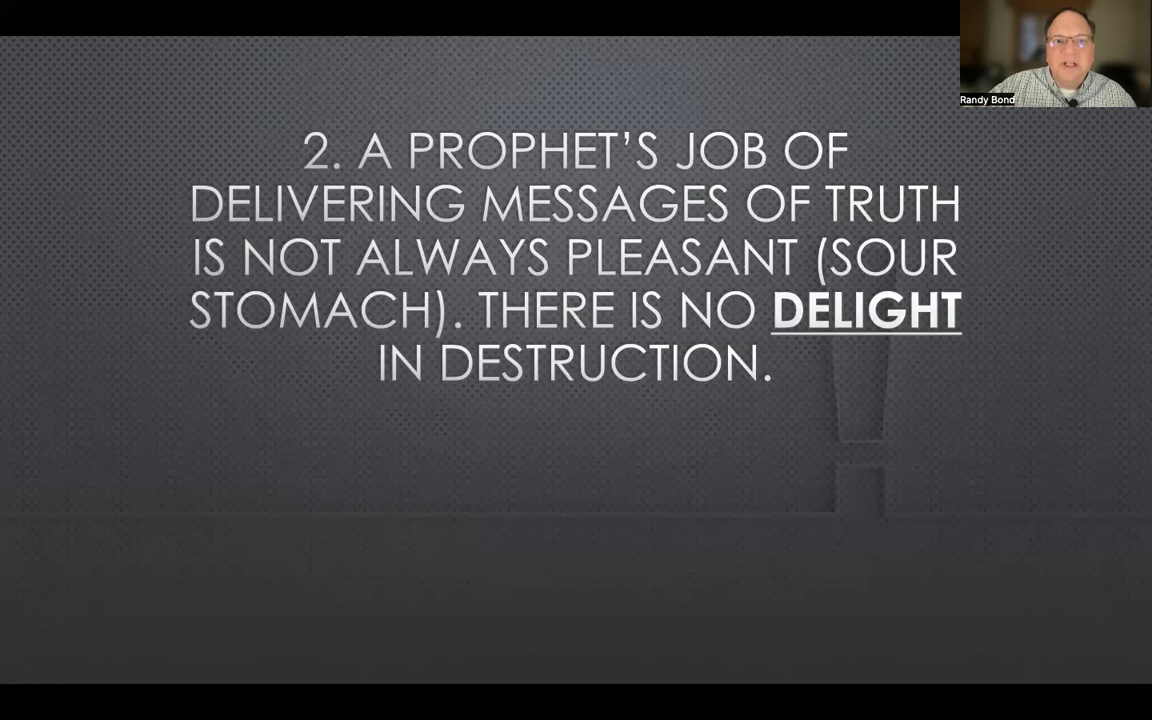 2. A PROPHET'S JOB OF
DELIVERING MESSAGES OF TRUTH
IS NOT ALWAYS PLEASANT (SOUR
STOMACH). THERE IS NO DELIGHT
IN DESTRUCTION.
Randy Bond